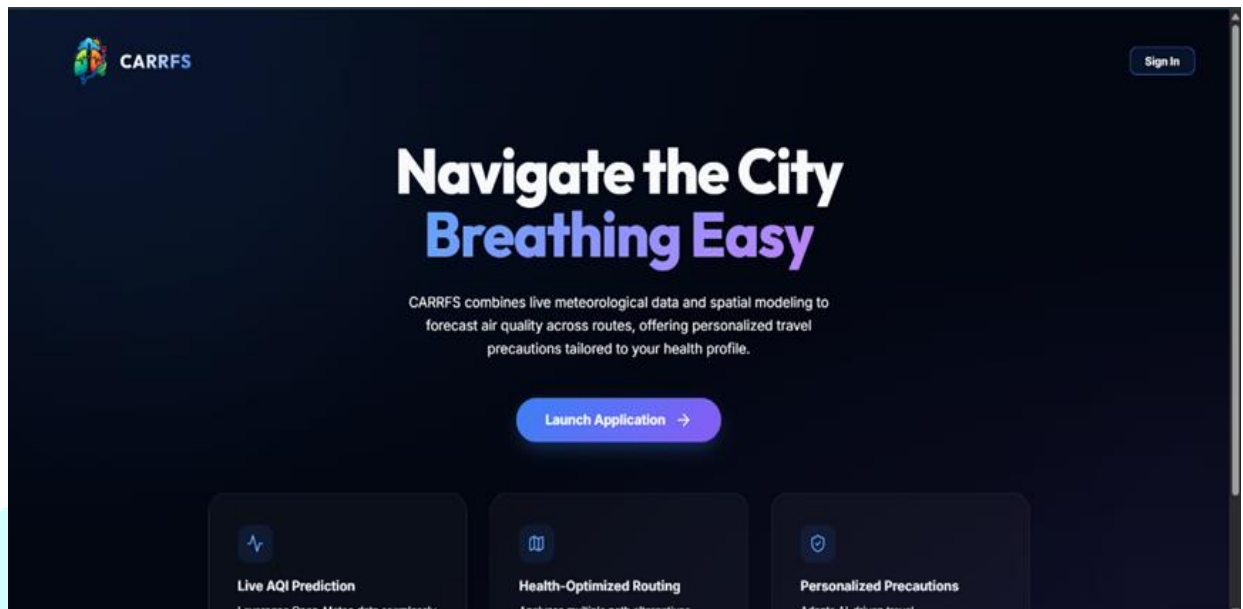 CARRFS
Sign In
Navigate the City
Breathing Easy
CARRFS combines live meteorological data and spatial modeling to
forecast air quality across routes, offering personalized travel
precautions tailored to your health profile.
Launch Application
Live AQI Prediction
Health-Optimized Routing
Personalized Precautions